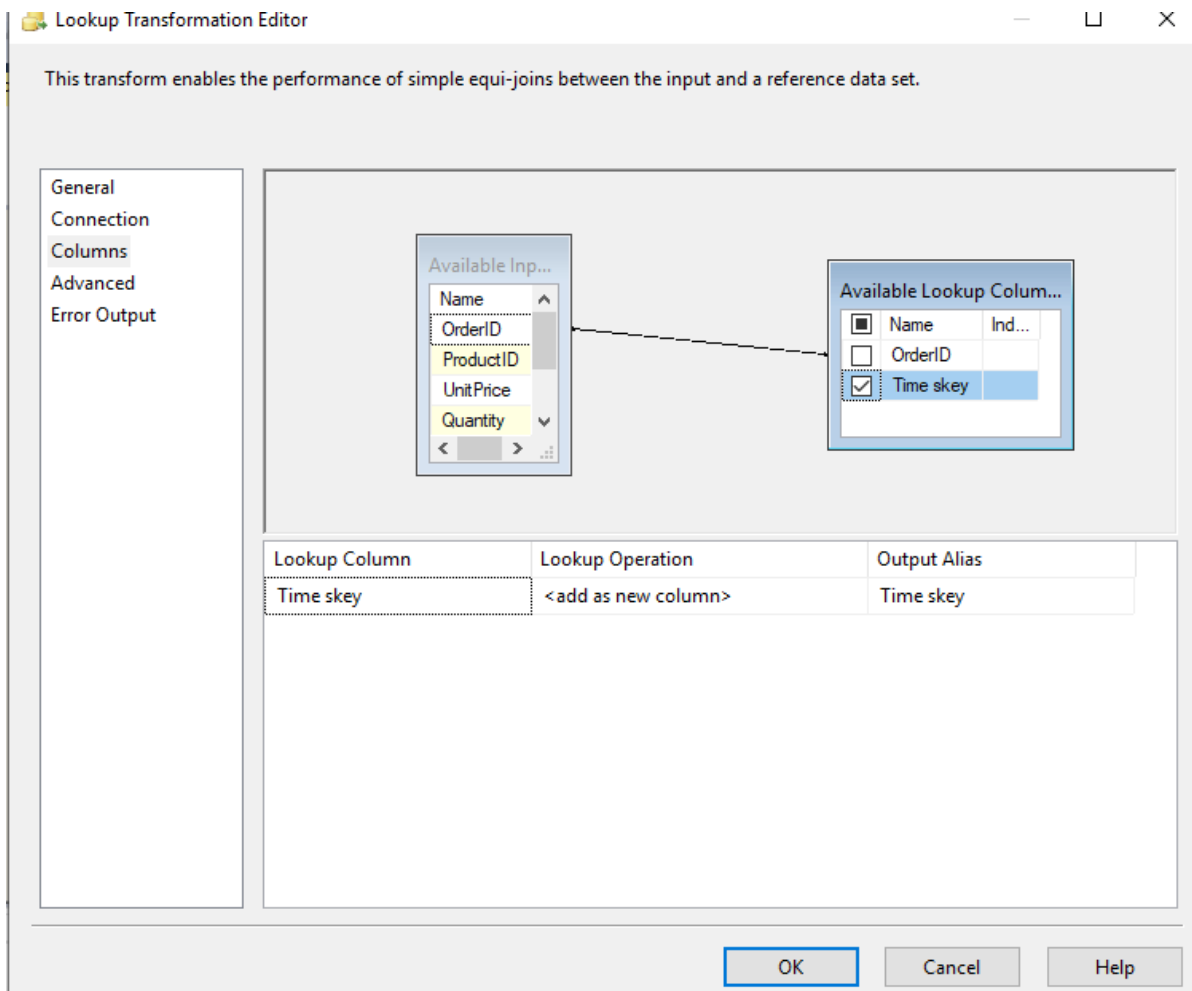 Lookup Transformation Editor
This transform enables the performance of simple equi-joins between the input and a reference data set.
General
Connection
Columns
Advanced
Error Output
Available Inp...
Name
OrderID
ProductID
UnitPrice
Quantity
Available Lookup Colum...
Name Ind...
OrderID
Time skey
Lookup Column Lookup Operation Output Alias
Time skey <add as new column> Time skey
OK Cancel Help